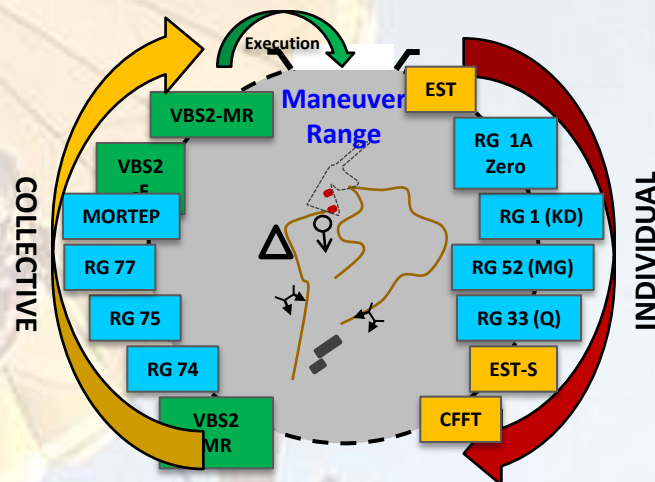 Execution
Maneuver
Range
EST
RG 1A
Zero
RG 1 (KD)
RG 52 (MG)
RG 33 (Q)
EST-S
CFFT
INDIVIDUAL
VBS2-MR
VBS2
MORTEP
RG 77
RG 75
RG 74
VBS2
MR
COLLECTIVE